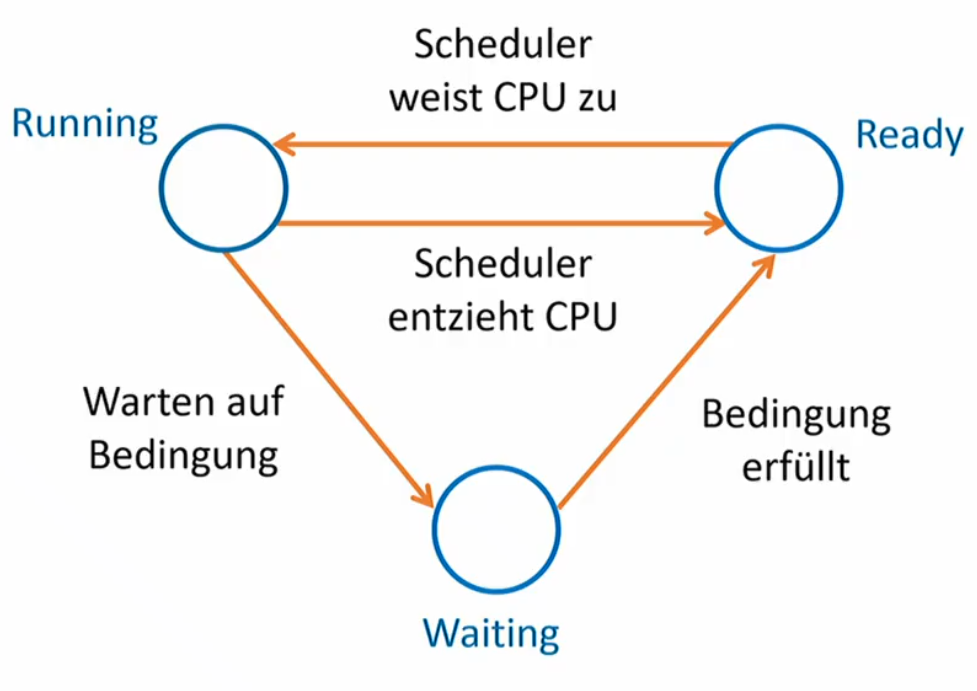 Scheduler
weist CPU zu
Running
Ready
Scheduler
entzieht CPU
Warten auf
Bedingung
Bedingung
erfüllt
Waiting